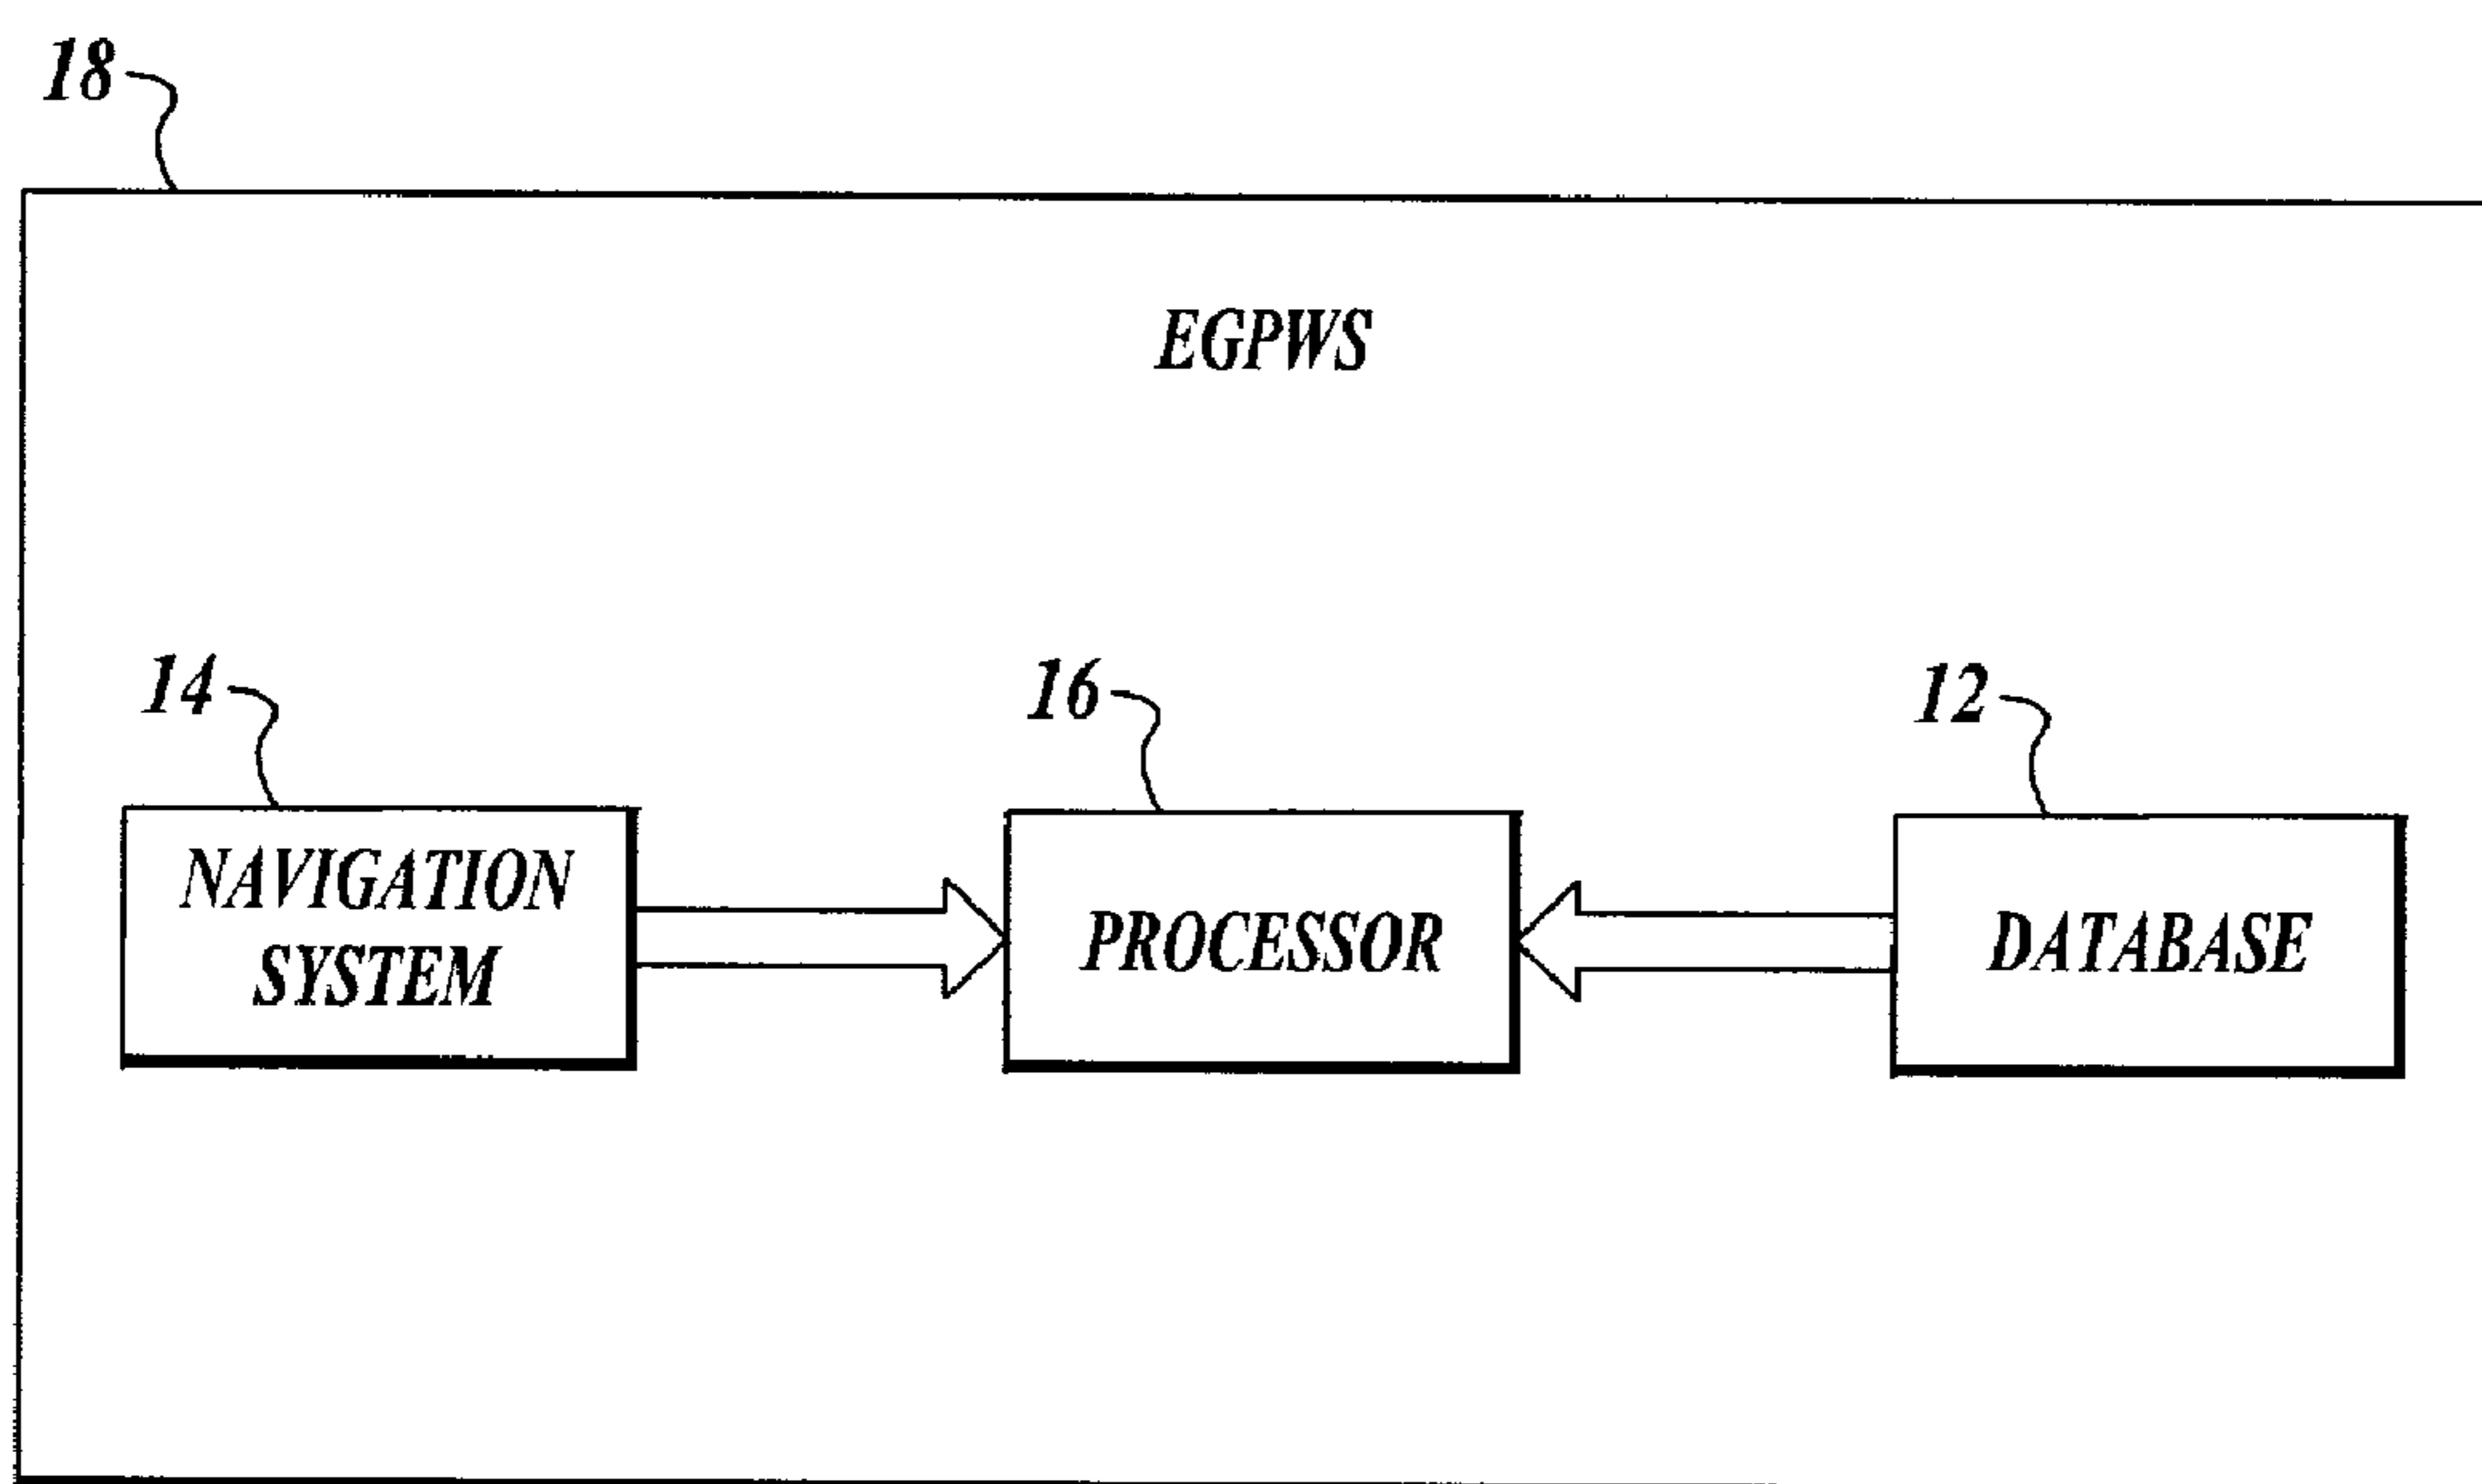 18
EGPWS
14
16
12
NAVIGATION
SYSTEM
PROCESSOR
DATABASE